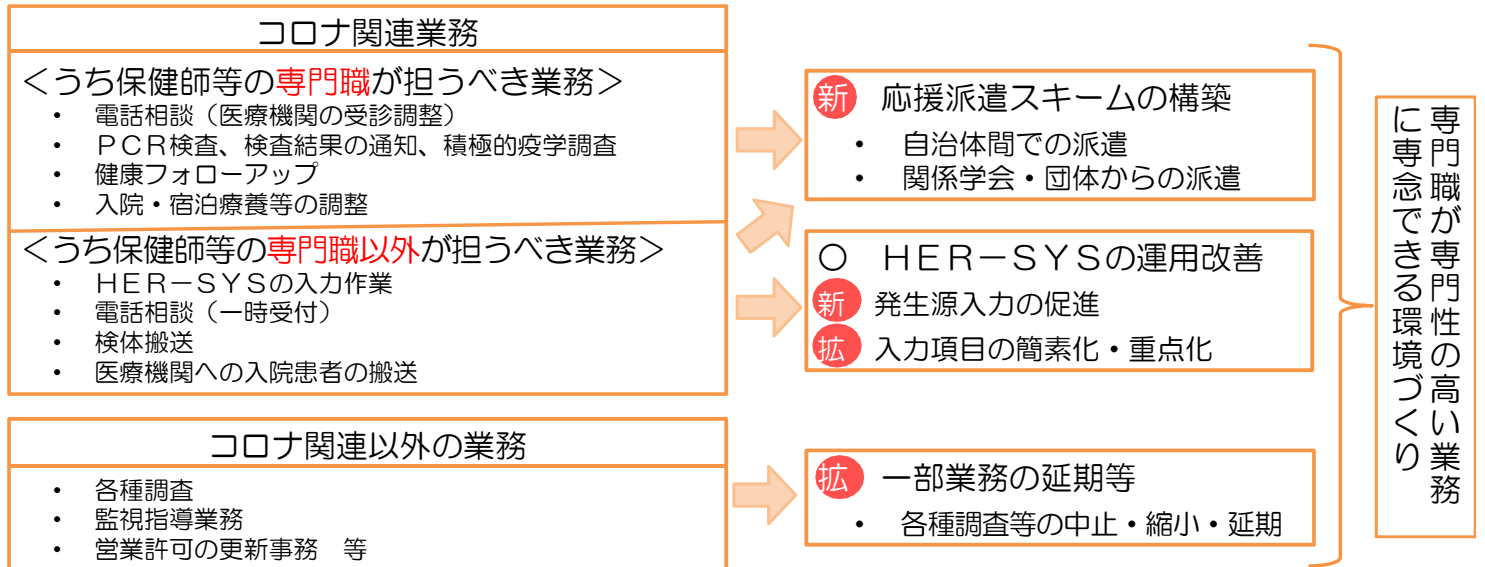 コロナ関連業務
＜うち保健師等の専門職が担うべき業務＞
• 電話相談（医療機関の受診調整）
• ＰＣＲ検査、検査結果の通知、積極的疫学調査
• 健康フォローアップ
• 入院・宿泊療養等の調整
＜うち保健師等の専門職以外が担うべき業務＞
• ＨＥＲ－ＳＹＳの入力作業
• 電話相談（一時受付）
• 検体搬送
• 医療機関への入院患者の搬送
コロナ関連以外の業務
• 各種調査
• 監視指導業務
• 営業許可の更新事務　等
新 応援派遣スキームの構築
• 自治体間での派遣
• 関係学会・団体からの派遣
○ ＨＥＲ－ＳＹＳの運用改善
新 発生源入力の促進
拡 入力項目の簡素化・重点化
拡 一部業務の延期等
• 各種調査等の中止・縮小・延期
専門職が専門性の高い業務
に専念できる環境づくり